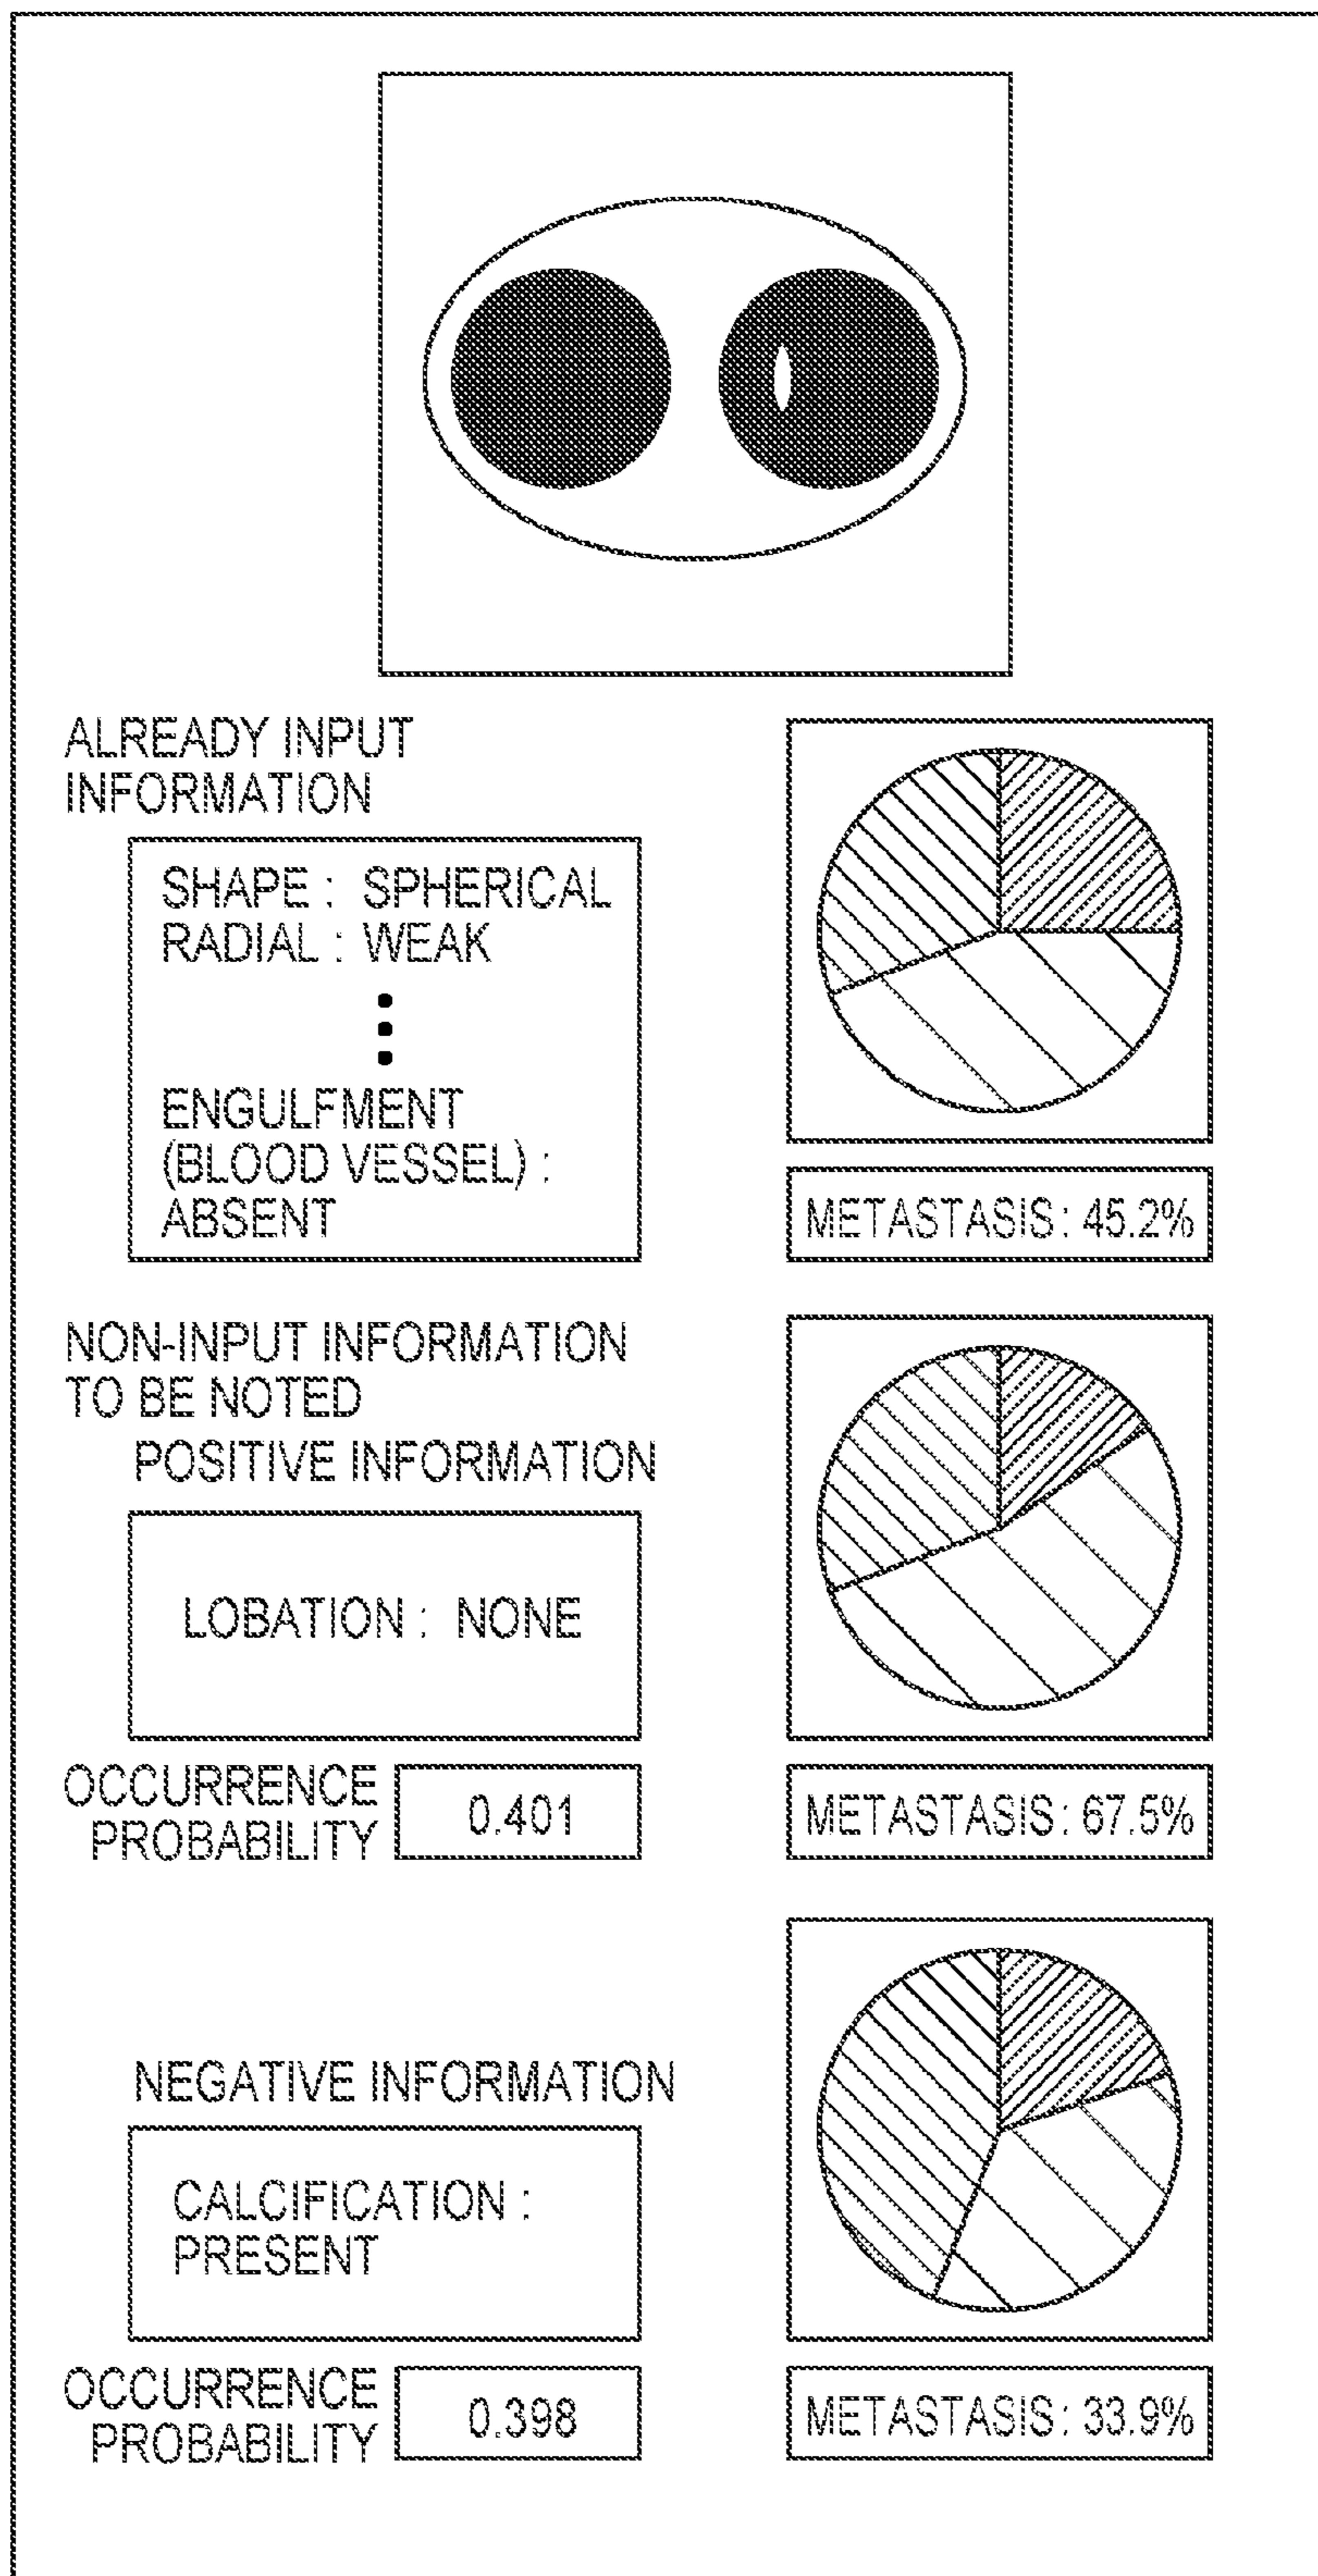 ALREADY INPUT
INFORMATION
SHAPE : SPHERICAL
RADIAL : WEAK
ENGULFMENT
(BLOOD VESSEL) :
ABSENT
METASTASIS: 45.2%
NON-INPUT INFORMATION
TO BE NOTED
POSITIVE INFORMATION
LOBATION : NONE
OCCURRENCE
PROBABILITY
0.401
METASTASIS: 67.5%
NEGATIVE INFORMATION
CALCIFICATION :
PRESENT
OCCURRENCE
PROBABILITY
0.398
METASTASIS: 33.9%